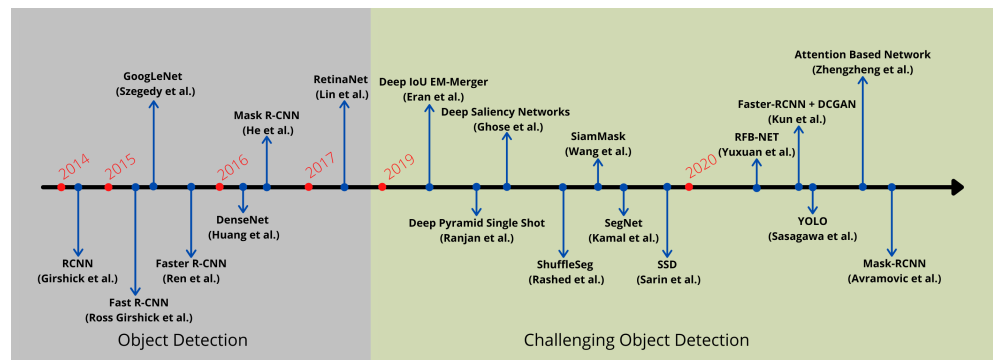 Attention Based Network
(Zhengzheng et al.)
GoogLeNet
(Szegedy et al.)
RetinaNet
(Lin et al.)
Deep IoU EM-Merger
(Eran et al.)
Mask R-CNN
(He et al.)
Deep Saliency Networks
(Ghose et al.)
SiamMask
(Wang et al.)
Faster-RCNN + DCGAN
(Kun et al.)
RFB-NET
(Yuxuan et al.)
2014
2015
2016
2017
2019
2020
DenseNet
(Huang et al.)
Deep Pyramid Single Shot
(Ranjan et al.)
SegNet
(Kamal et al.)
YOLO
(Sasagawa et al.)
RCNN
(Girshick et al.)
Faster R-CNN
(Ren et al.)
ShuffleSeg
(Rashed et al.)
SSD
(Sarin et al.)
Mask-RCNN
(Avramovic et al.)
Fast R-CNN
(Ross Girshick et al.)
Object Detection
Challenging Object Detection